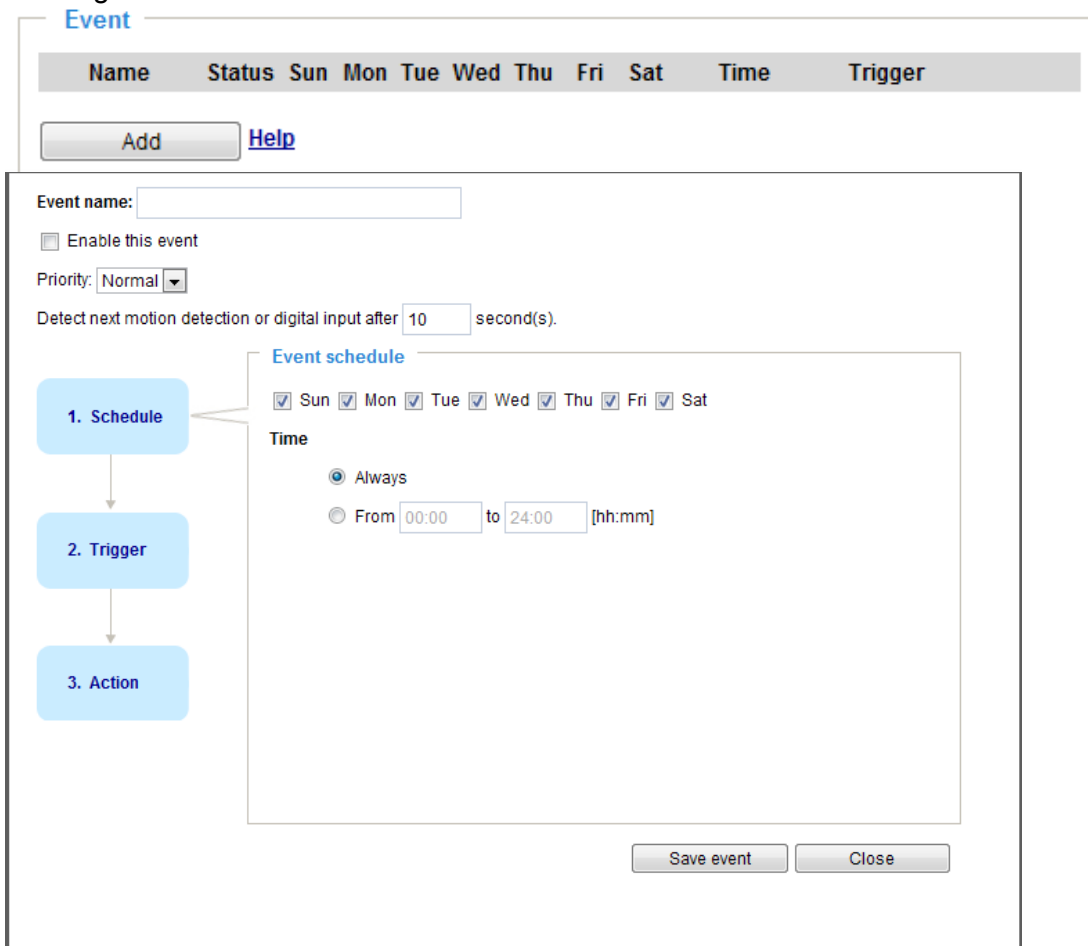 Event
Name Status Sun Mon Tue Wed Thu Fri Sat Time Trigger
Add Help
Event name:
Enable this event
Priority: Normal
Detect next motion detection or digital input after 10 second(s).
Event schedule
1. Schedule
Sun Mon Tue Wed Thu Fri Sat
Time
Always
From 00:00 to 24:00 [hh:mm]
2. Trigger
3. Action
Save event Close